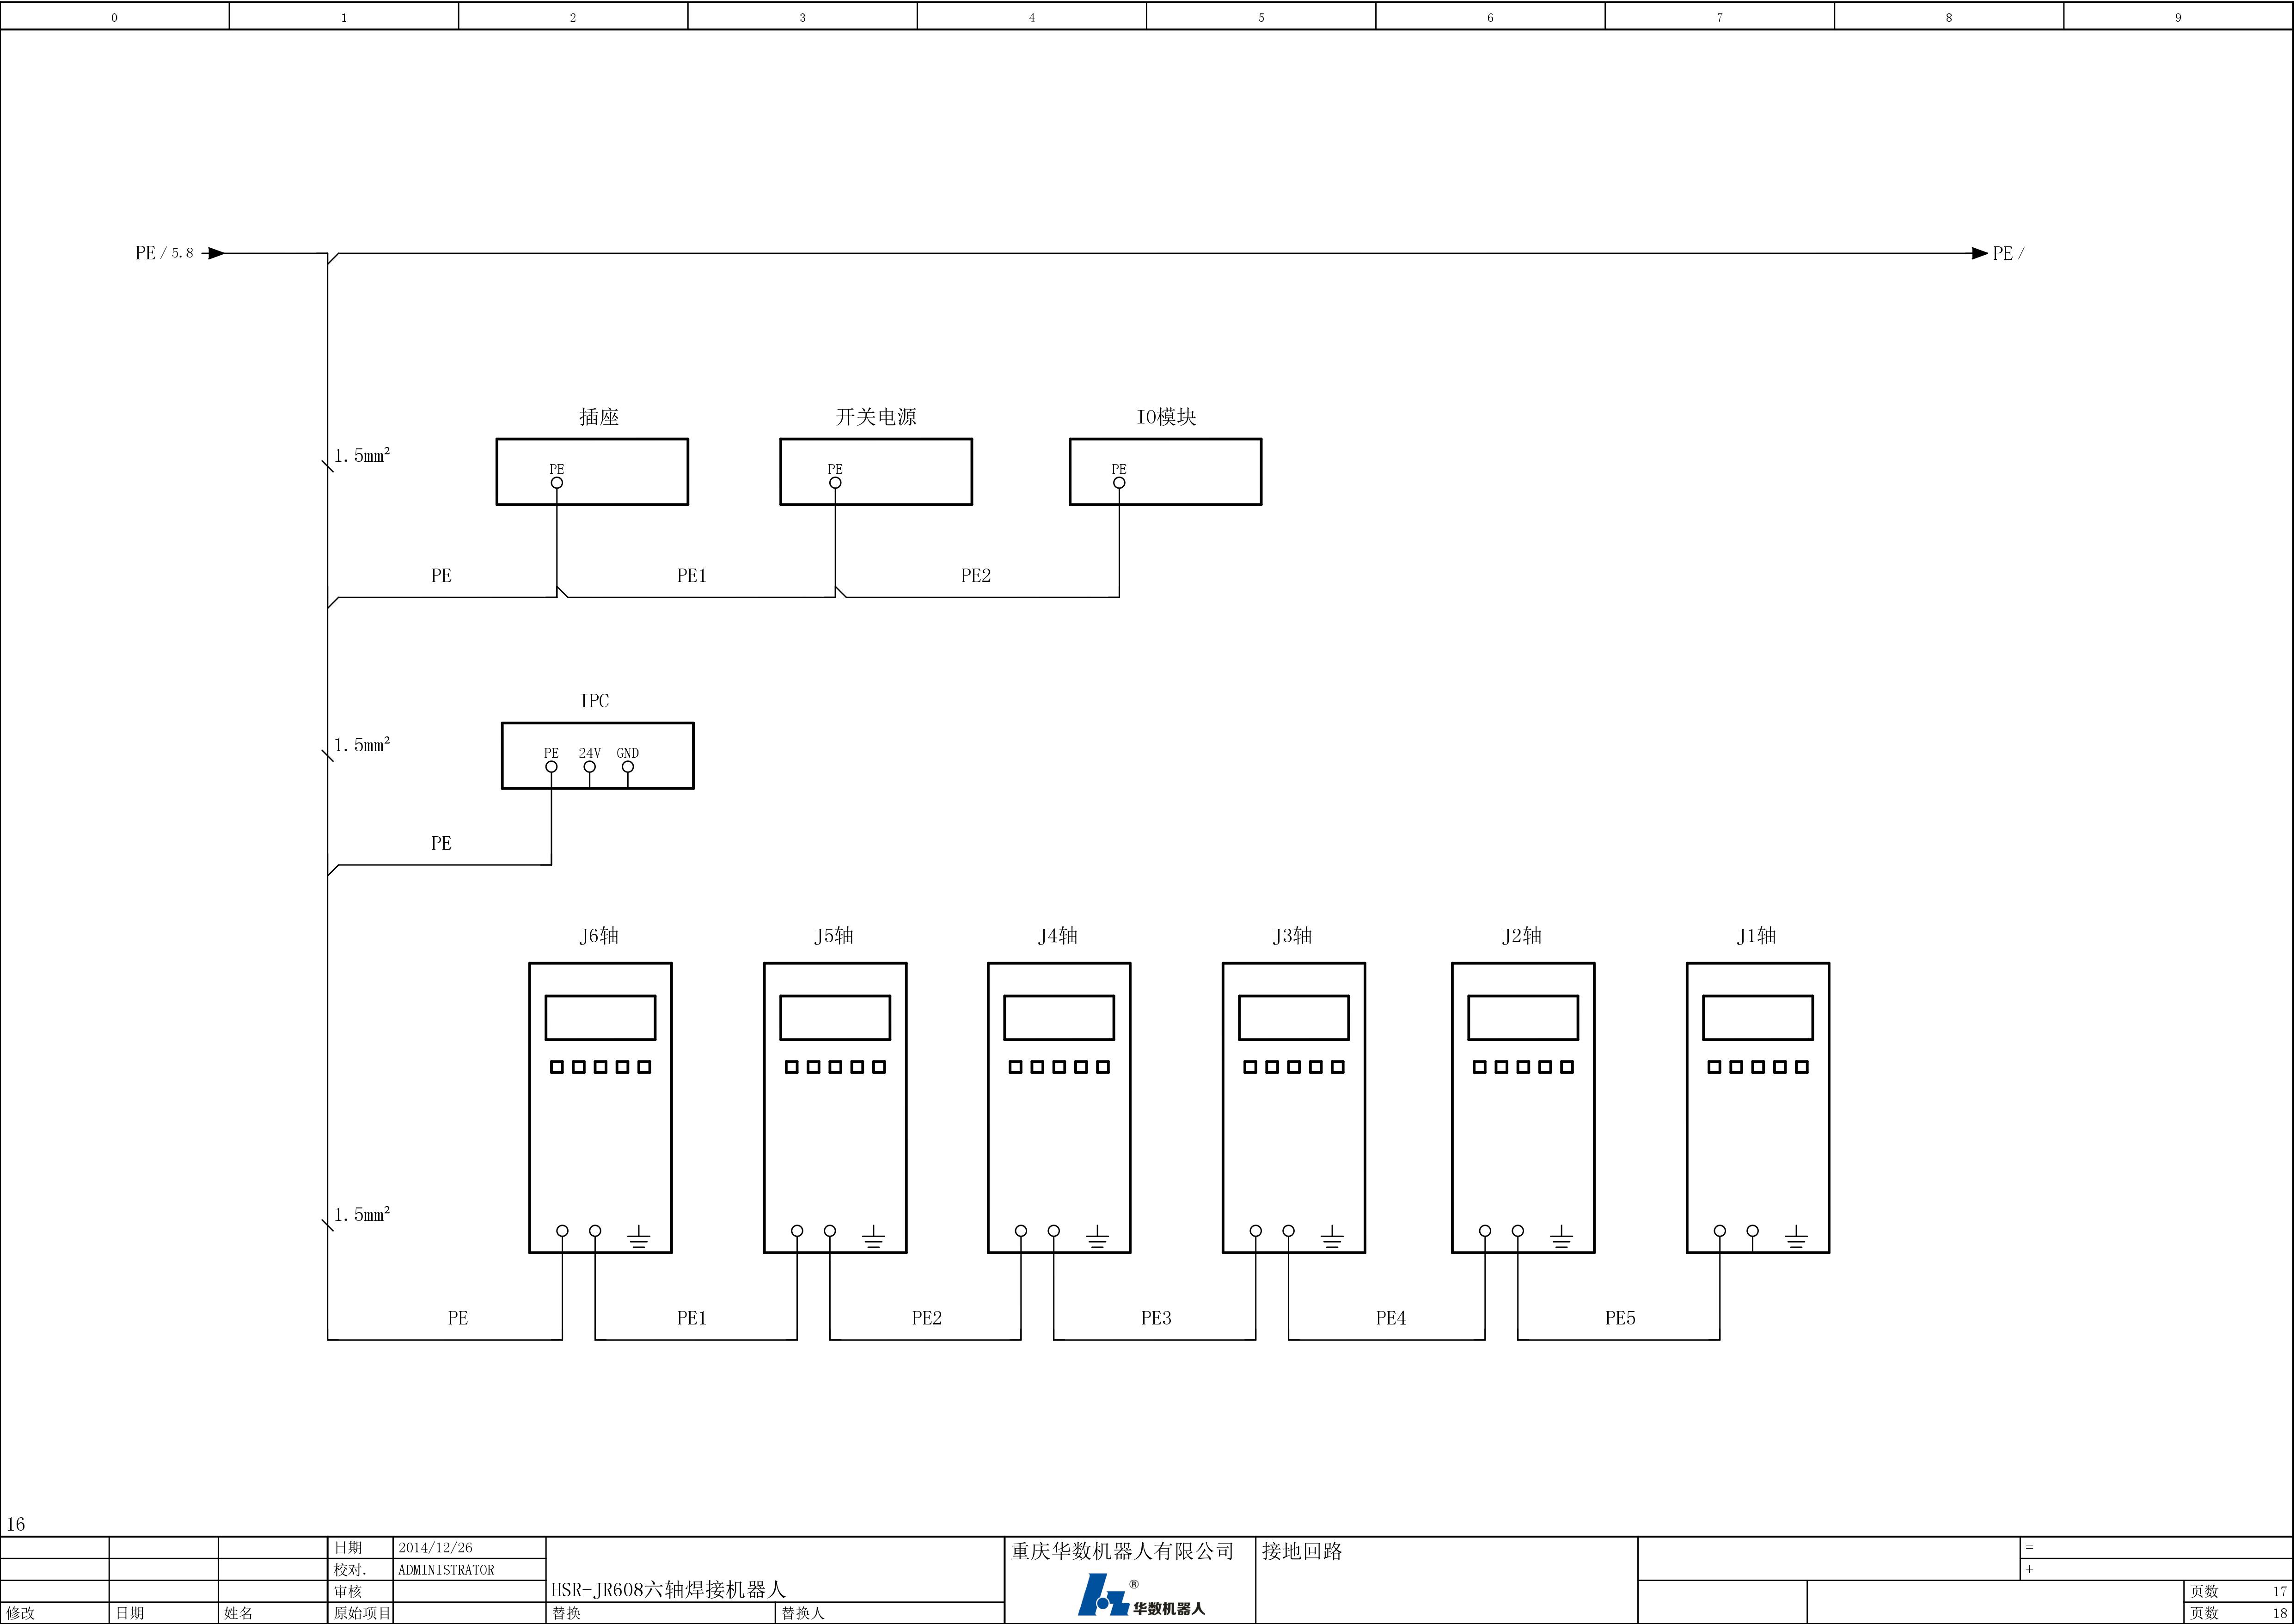 0 1 2 3 4 5 6 7 8 9
PE / 5.8 PE /
插座 开关电源 IO模块
1.5mm²
PE PE PE
PE PE1 PE2
IPC
1.5mm²
PE 24V GND
PE
J6轴 J5轴 J4轴 J3轴 J2轴 J1轴
1.5mm²
PE PE1 PE2 PE3 PE4 PE5
16
日期 2014/12/26
校对. ADMINISTRATOR
审核
修改 日期 姓名 原始项目
HSR-JR608六轴焊接机器人
替换 替换人
重庆华数机器人有限公司
® 华数机器人
接地回路
=
+
页数 17
页数 18